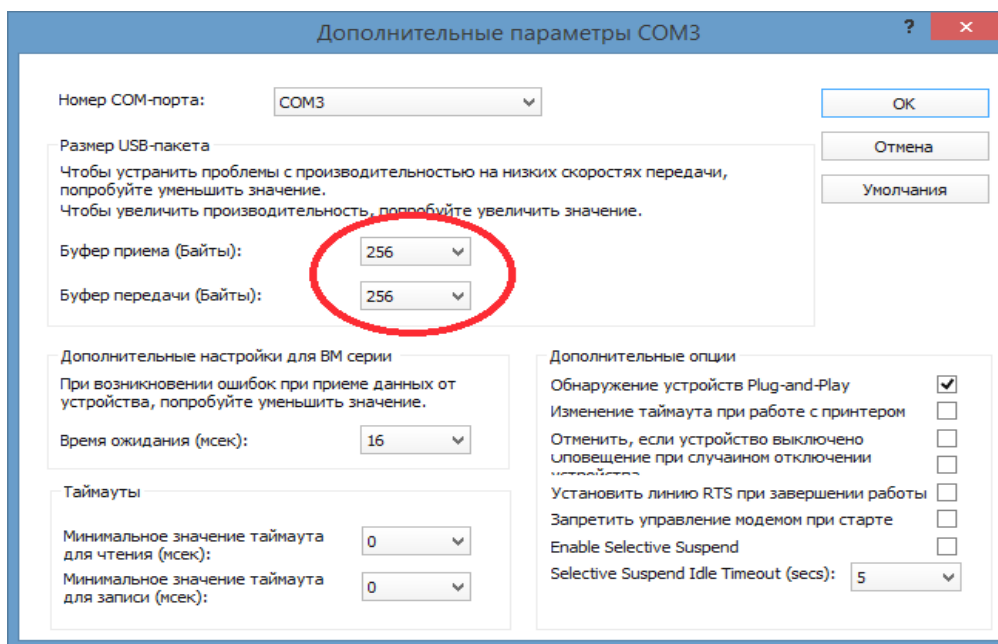 Дополнительные параметры COM3
?
Номер COM-порта:
COM3
OK
Отмена
Умолчания
Размер USB-пакета
Чтобы устранить проблемы с производительностью на низких скоростях передачи,
попробуйте уменьшить значение.
Чтобы увеличить производительность, попробуйте увеличить значение.
Буфер приема (Байты):
256
Буфер передачи (Байты):
256
Дополнительные настройки для BM серии
При возникновении ошибок при приеме данных от
устройства, попробуйте уменьшить значение.
Время ожидания (мсек):
16
Таймауты
Минимальное значение таймаута
для чтения (мсек):
0
Минимальное значение таймаута
для записи (мсек):
0
Дополнительные опции
Обнаружение устройств Plug-and-Play
Изменение таймаута при работе с принтером
Отменить, если устройство выключено
Оповещение при случайном отключении
устройства
Установить линию RTS при завершении работы
Запретить управление модемом при старте
Enable Selective Suspend
Selective Suspend Idle Timeout (secs):
5